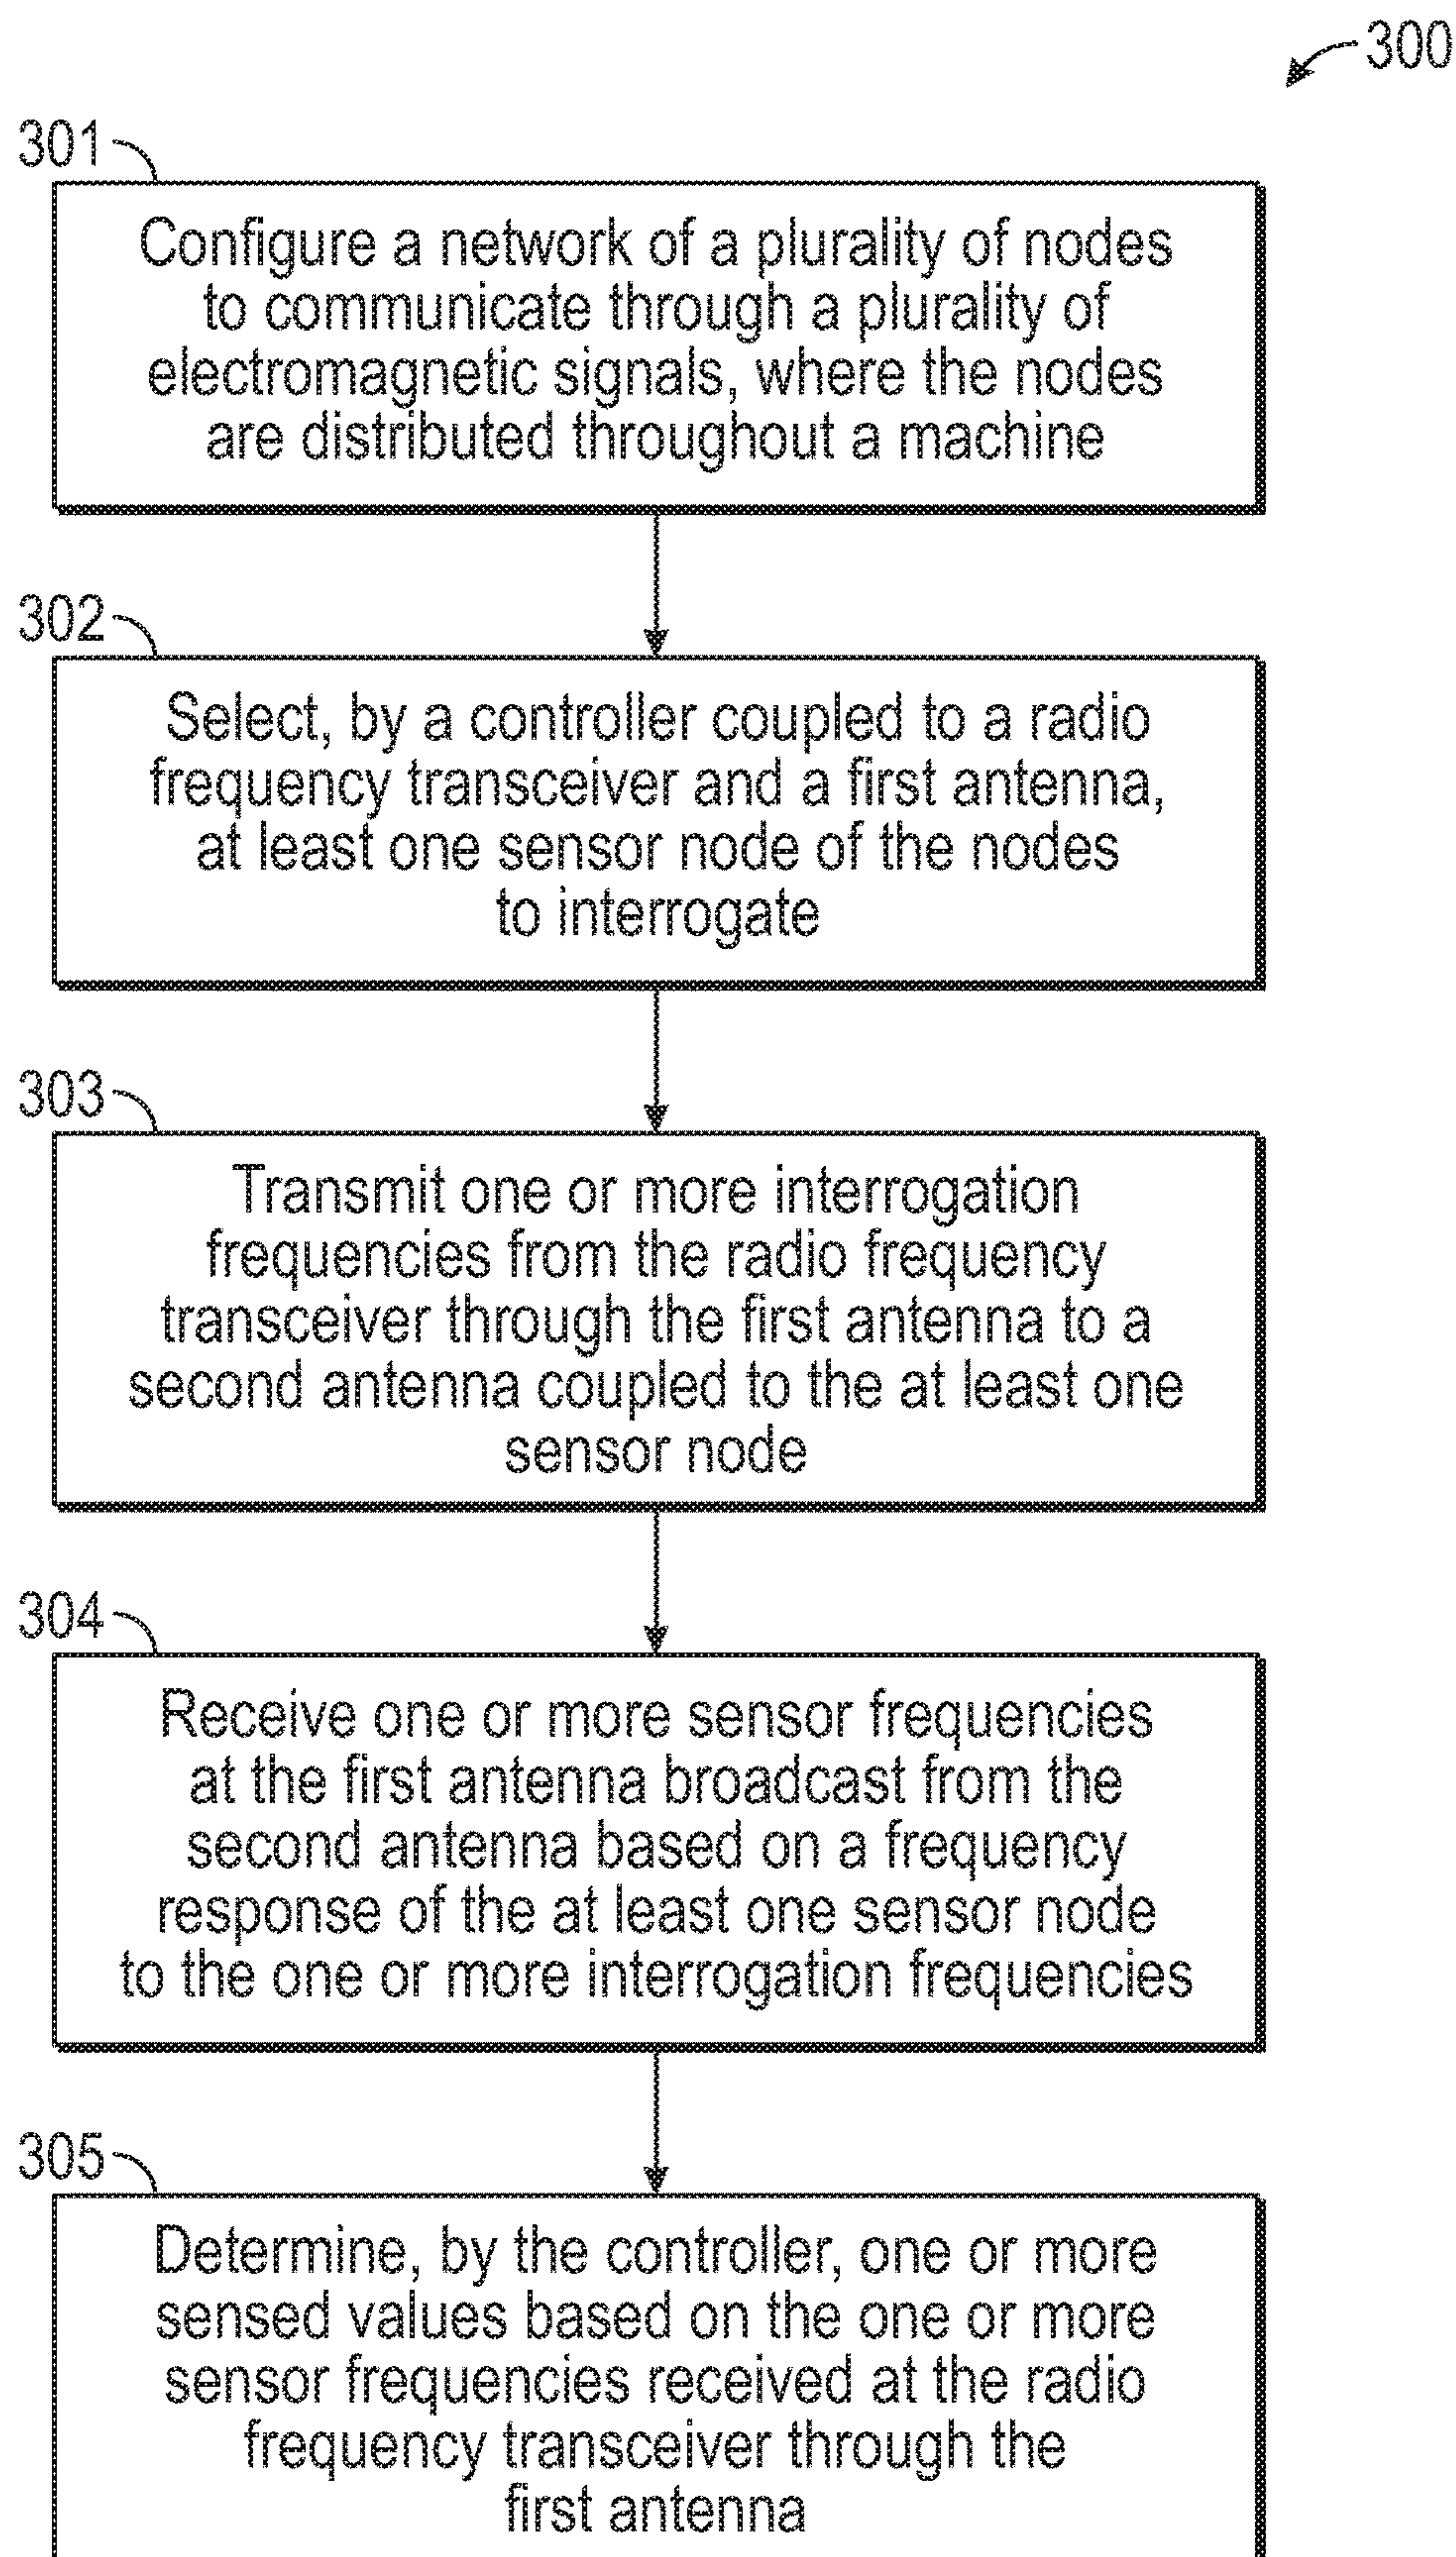 300
301
Configure a network of a plurality of nodes
to communicate through a plurality of
electromagnetic signals, where the nodes
are distributed throughout a machine
302
Select, by a controller coupled to a radio
frequency transceiver and a first antenna,
at least one sensor node of the nodes
to interrogate
303
Transmit one or more interrogation
frequencies from the radio frequency
transceiver through the first antenna to a
second antenna coupled to the at least one
sensor node
304
Receive one or more sensor frequencies
at the first antenna broadcast from the
second antenna based on a frequency
response of the at least one sensor node
to the one or more interrogation frequencies
305
Determine, by the controller, one or more
sensed values based on the one or more
sensor frequencies received at the radio
frequency transceiver through the
first antenna